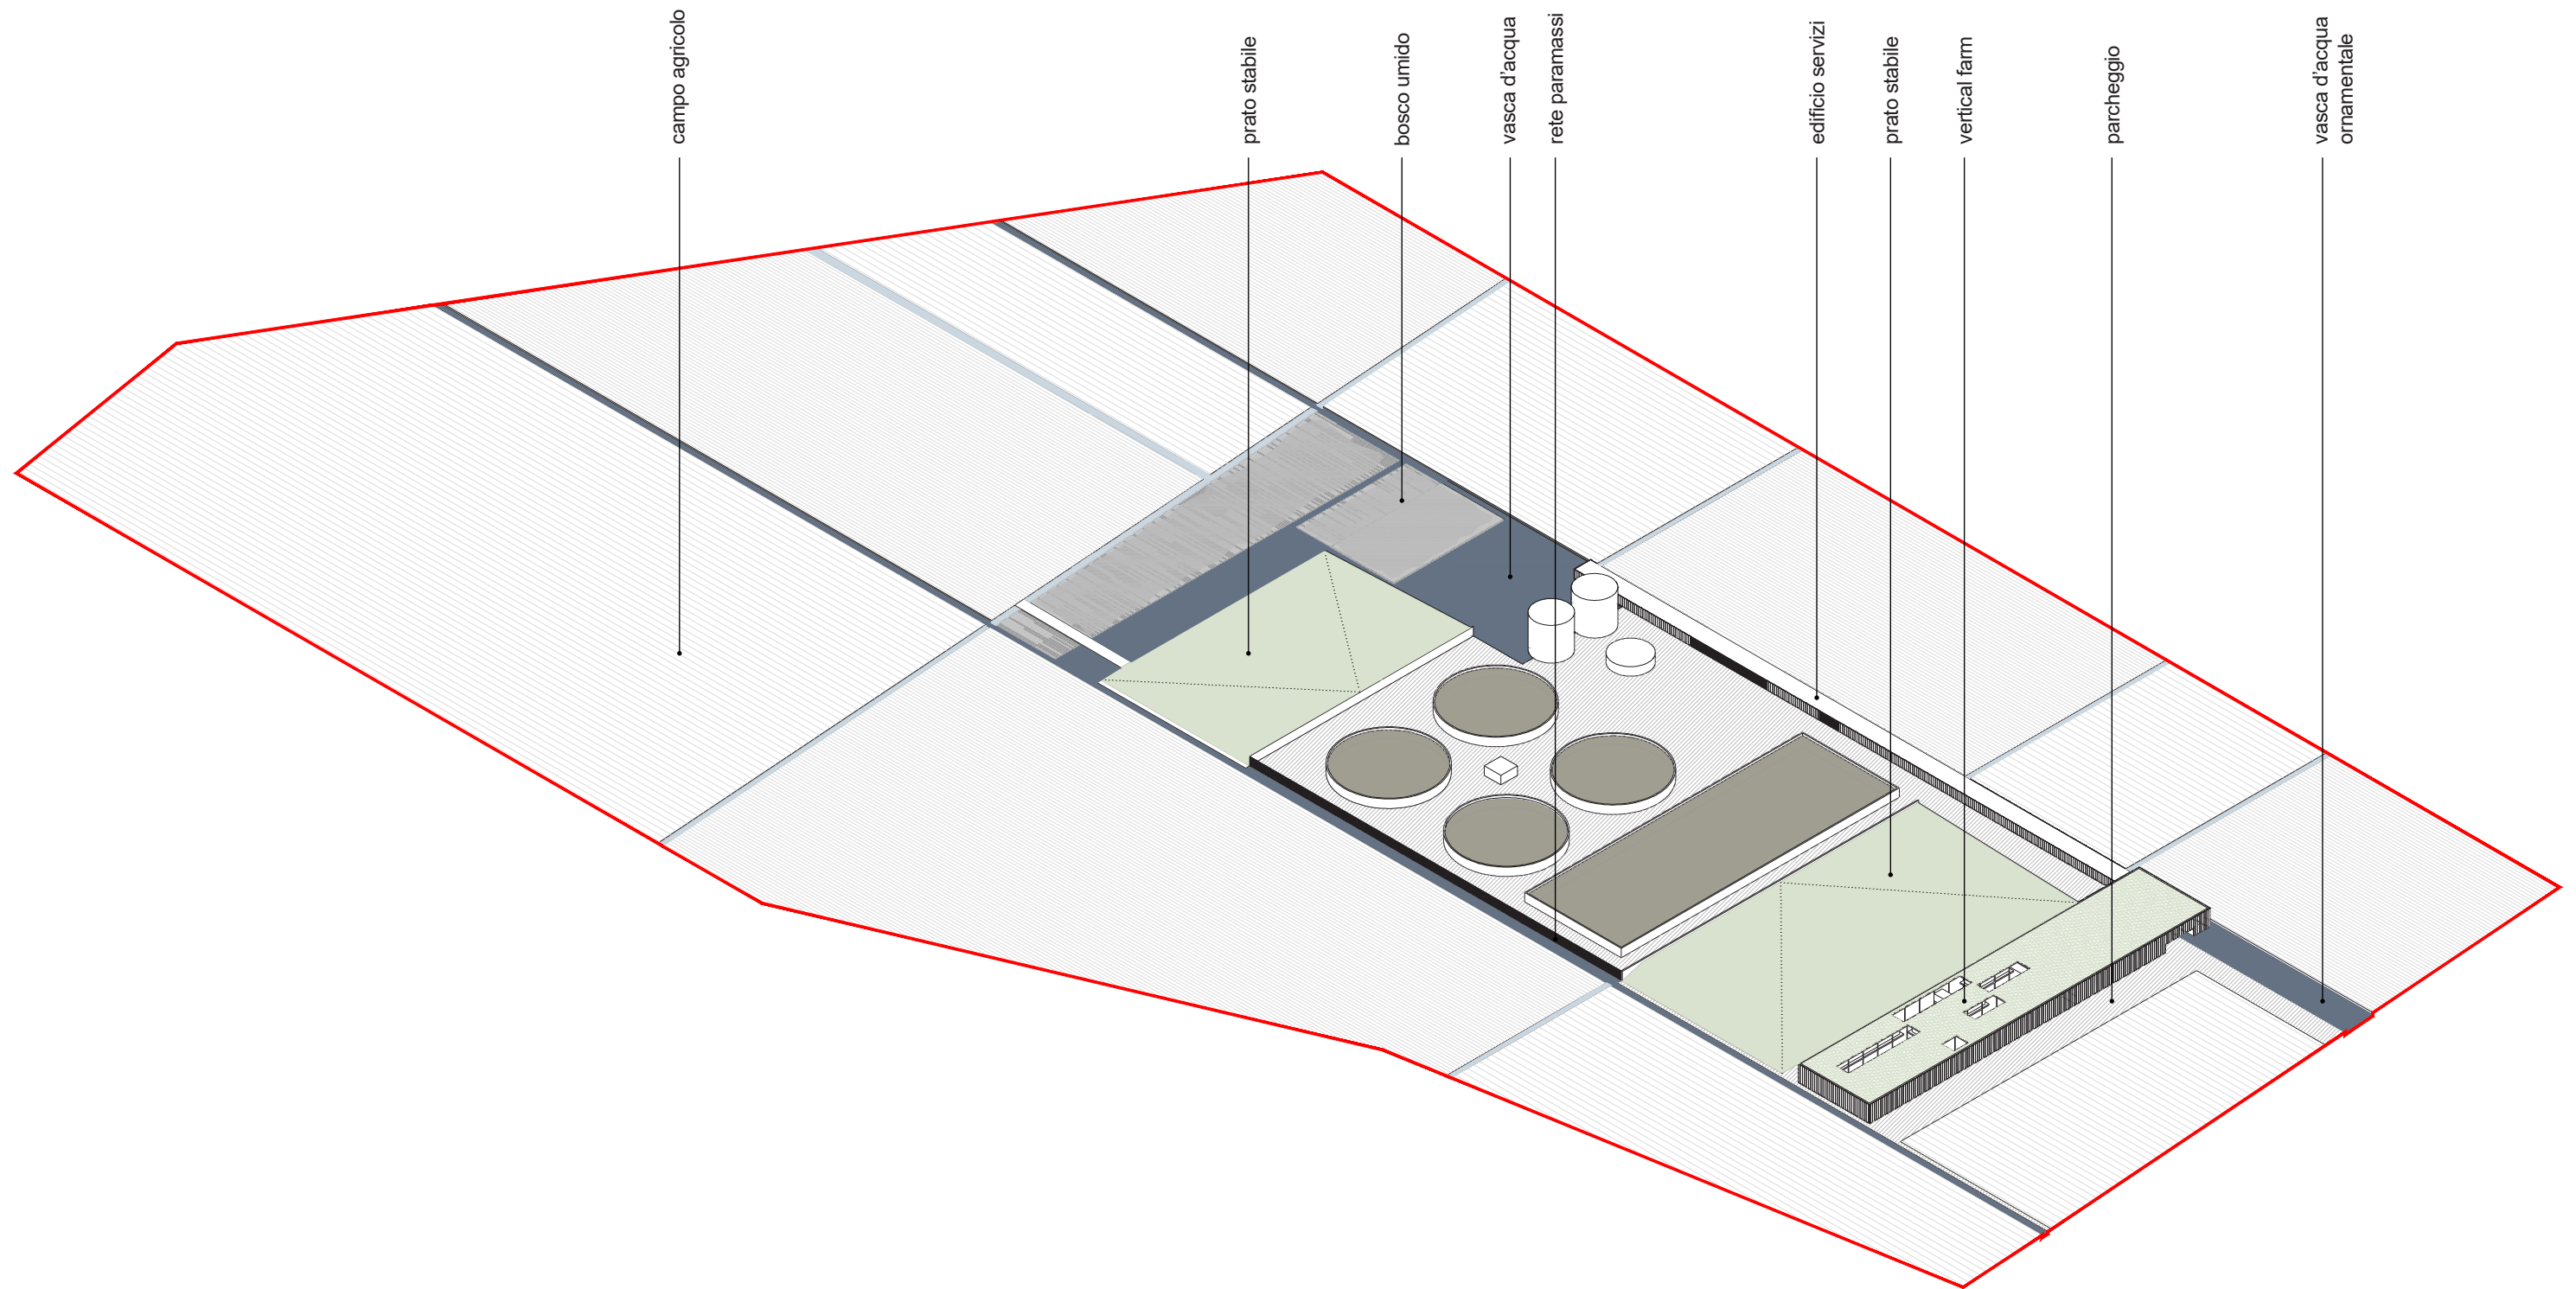 campo agricolo
prato stabile
bosco umido
vasca d'acqua
rete paramassi
edificio servizi
prato stabile
vertical farm
parcheggio
vasca d'acqua
ornamentale